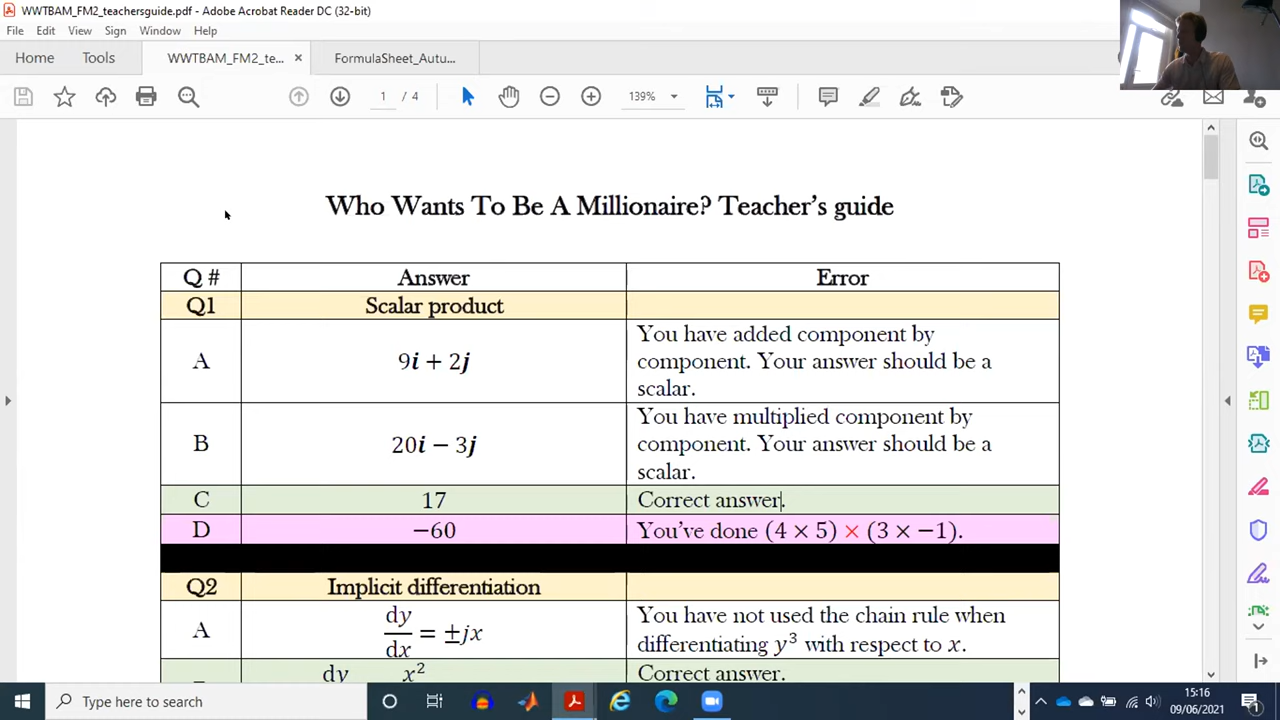 WWTBAM_FM2_teachersguide.pdf - Adobe Acrobat Reader DC (32-bit)
File Edit View Sign Window Help
Home Tools WWTBAM_FM2_te... × FormulaSheet_Autu...
1 / 4 139%
Who Wants To Be A Millionaire? Teacher's guide
Q # Answer Error
Q1 Scalar product
A 9i + 2j You have added component by
component. Your answer should be a
scalar.
B 20i − 3j You have multiplied component by
component. Your answer should be a
scalar.
C 17 Correct answer.
D −60 You've done (4 × 5) × (3 × −1).
Q2 Implicit differentiation
A dy/dx = ±jx You have not used the chain rule when
differentiating y³ with respect to x.
dy x² Correct answer.
Type here to search
15:16
09/06/2021
1